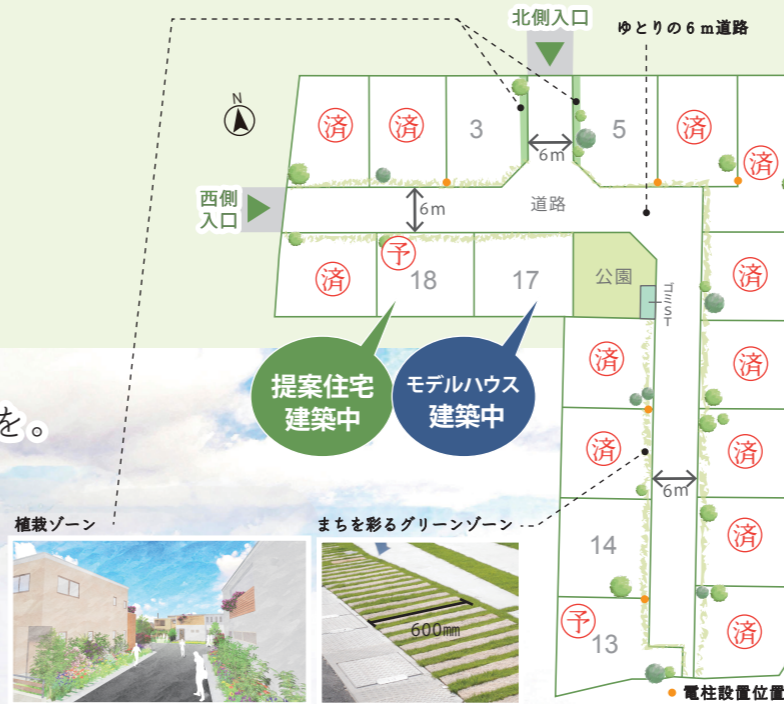 北側入口
ゆとりの6m道路
N
済
済
3
5
済
済
6m
西側
入口
6m
道路
済
予
18
17
公園
ゴミST
済
提案住宅
建築中
モデルハウス
建築中
済
済
を。
済
済
6m
植栽ゾーン
まちを彩るグリーンゾーン
14
済
600mm
予
13
済
電柱設置位置